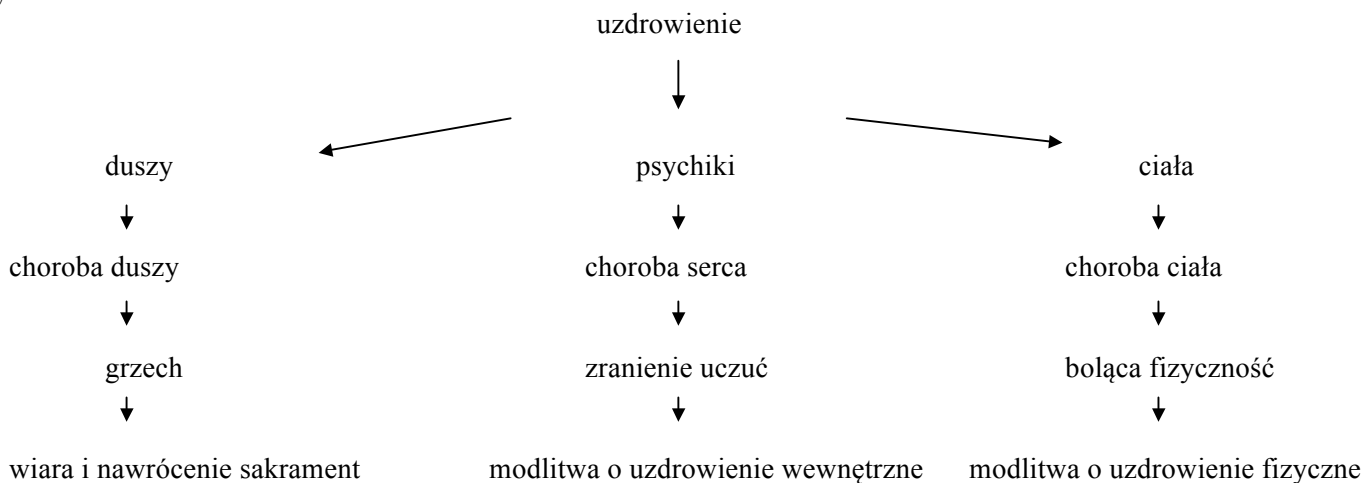 uzdrowienie
duszy psychiki ciała
choroba duszy choroba serca choroba ciała
grzech zranienie uczuć boląca fizyczność
wiara i nawrócenie sakrament modlitwa o uzdrowienie wewnętrzne modlitwa o uzdrowienie fizyczne